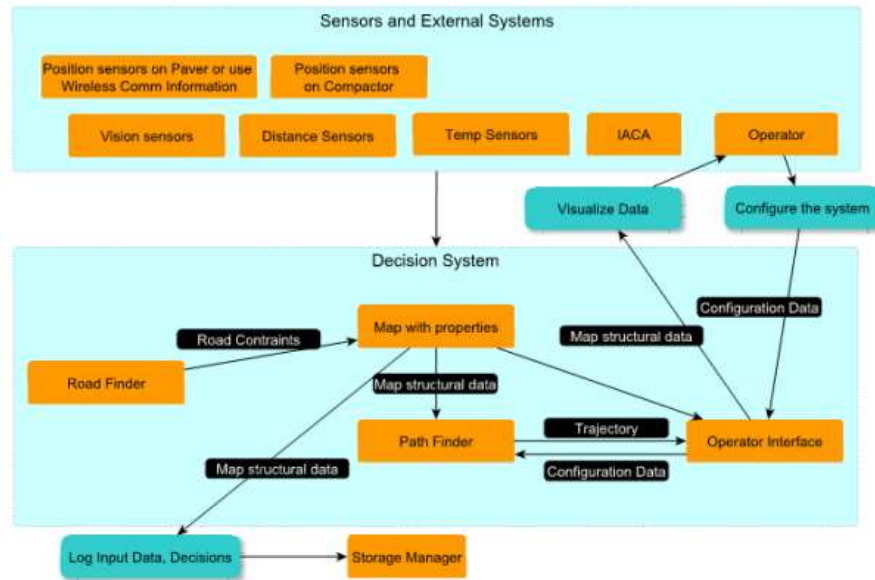 Sensors and External Systems
Position sensors on Paver or use
Wireless Comm Information
Position sensors
on Compactor
Vision sensors
Distance Sensors
Temp Sensors
IACA
Operator
Visualize Data
Configure the system
Decision System
Configuration Data
Map with properties
Road Contraints
Map structural data
Road Finder
Map structural data
Trajectory
Path Finder
Operator Interface
Map structural data
Configuration Data
Log Input Data, Decisions
Storage Manager